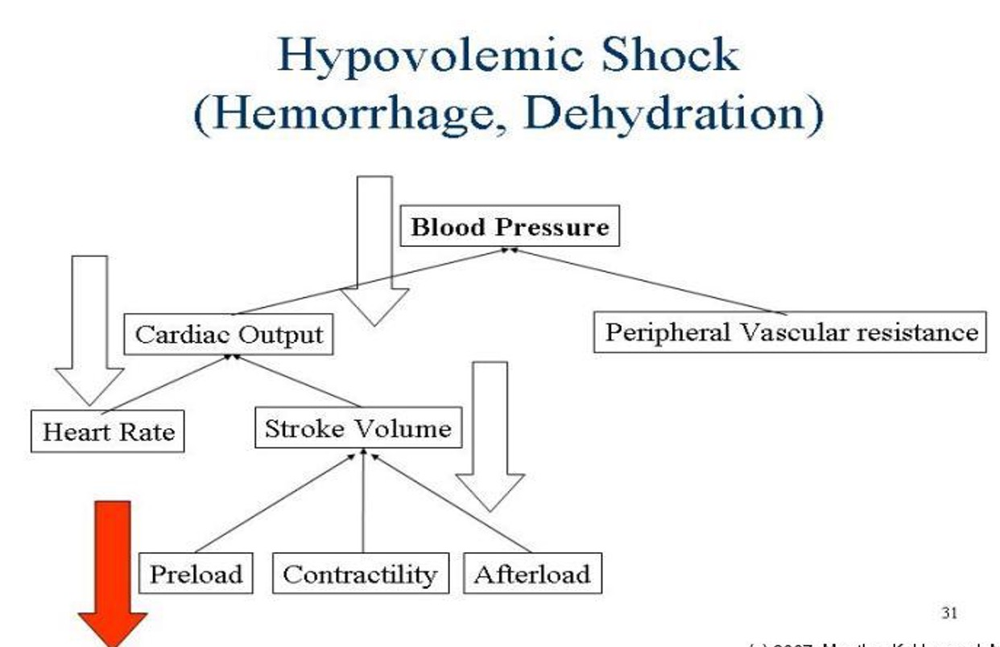 Hypovolemic Shock
(Hemorrhage, Dehydration)
Blood Pressure
Cardiac Output
Peripheral Vascular resistance
Heart Rate
Stroke Volume
Preload
Contractility
Afterload
31